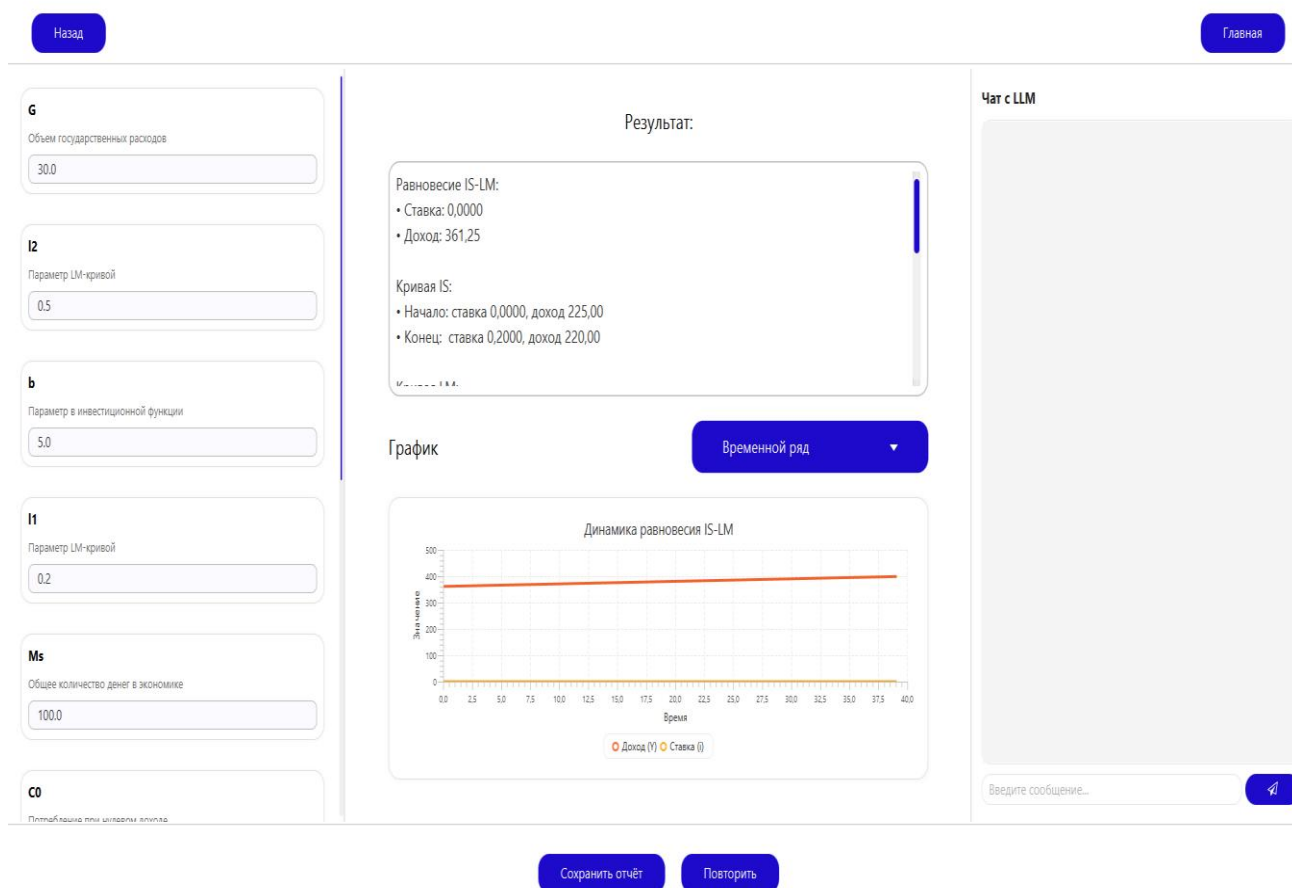 Назад
Главная
G
Объем государственных расходов
30.0
l2
Параметр LM-кривой
0.5
b
Параметр в инвестиционной функции
5.0
l1
Параметр LM-кривой
0.2
Ms
Общее количество денег в экономике
100.0
C0
Потребление при нулевом доходе
Результат:
Равновесие IS-LM:
• Ставка: 0,0000
• Доход: 361,25
Кривая IS:
• Начало: ставка 0,0000, доход 225,00
• Конец: ставка 0,2000, доход 220,00
Кривая LM:
График
Временной ряд
Динамика равновесия IS-LM
Значение
500
400
300
200
100
0
0,0 2,5 5,0 7,5 10,0 12,5 15,0 17,5 20,0 22,5 25,0 27,5 30,0 32,5 35,0 37,5 40,0
Время
Доход (Y) Ставка (i)
Чат с LLM
Введите сообщение...
Сохранить отчёт
Повторить